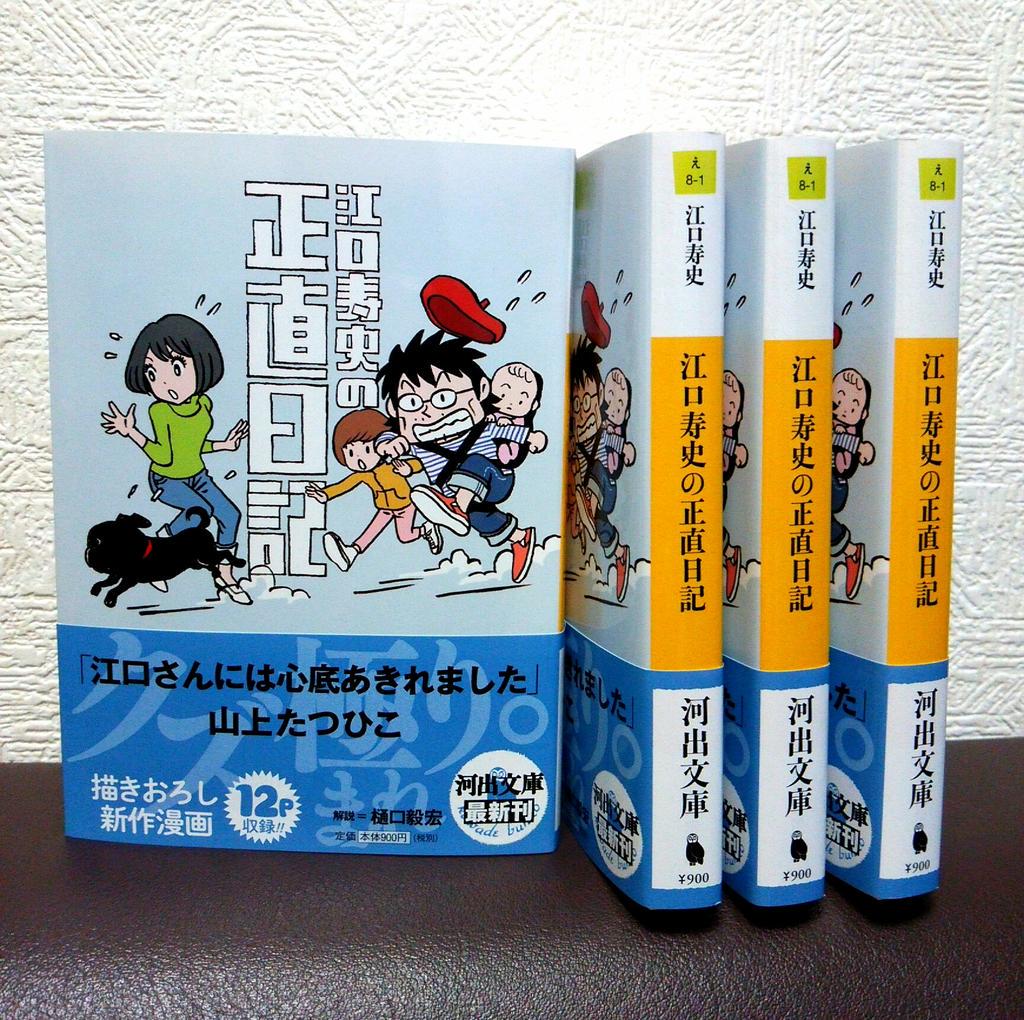 江口寿史の
正直日記
クズの極り。
「江口さんには心底あきれました」
山上たつひこ
描きおろし
新作漫画
12P
収録!!
解説=樋口毅宏
定価 本体900円 (税別)
河出文庫
最新刊
え
8-1
江口寿史
江口寿史の正直日記
河出文庫
¥900
え
8-1
江口寿史
江口寿史の正直日記
河出文庫
¥900
え
8-1
江口寿史
江口寿史の正直日記
河出文庫
¥900